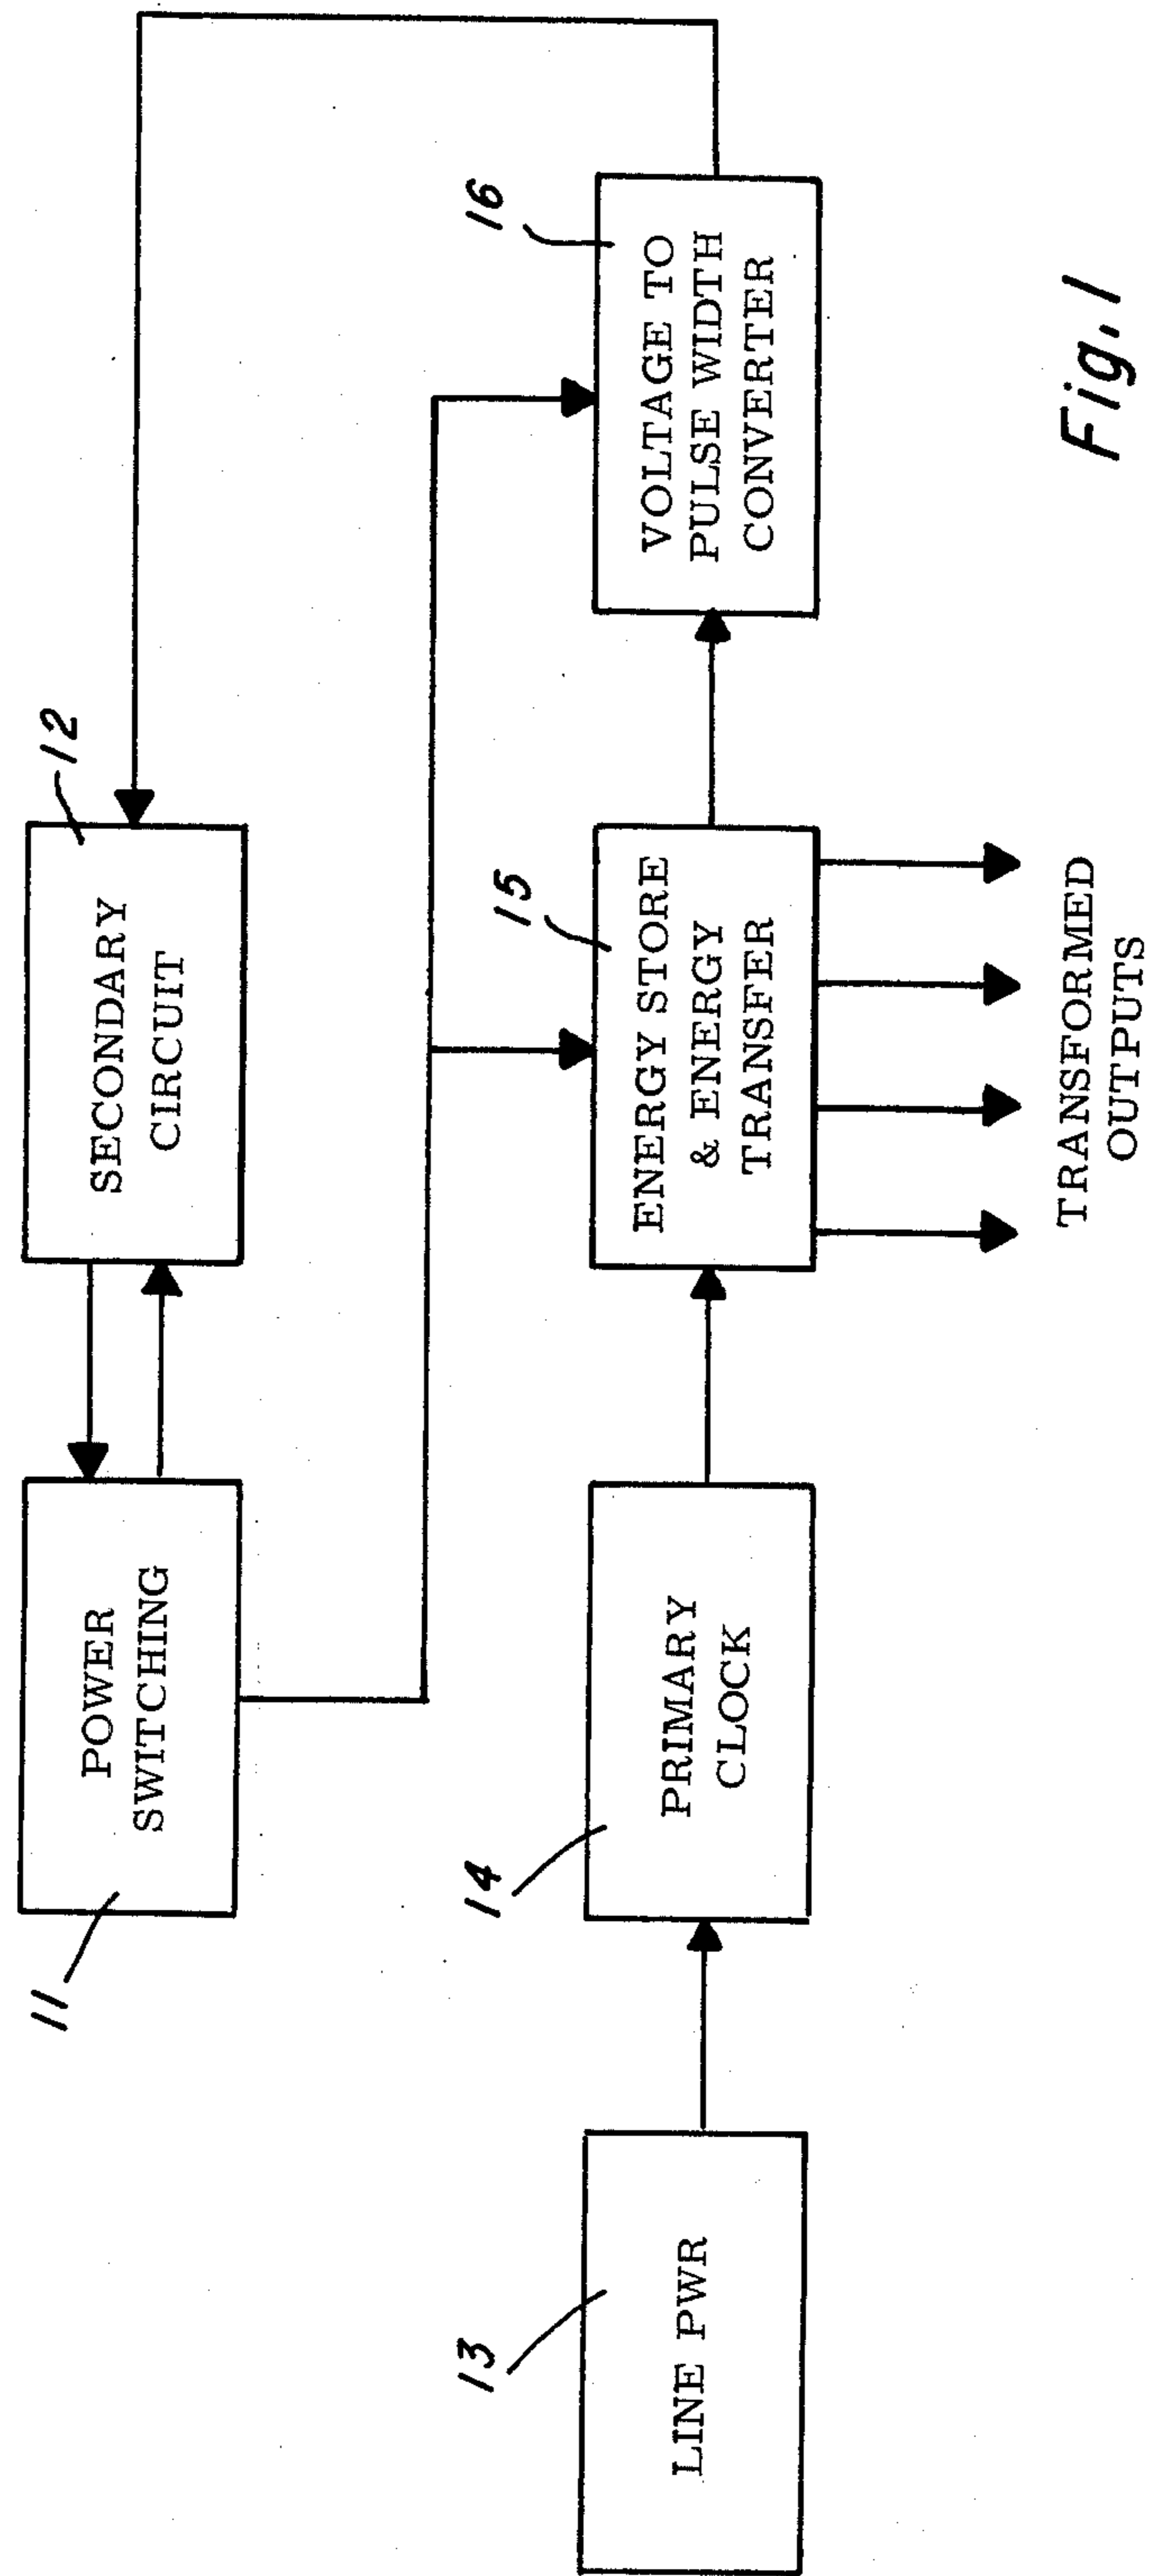 11
POWER
SWITCHING
12
SECONDARY
CIRCUIT
13
LINE PWR
14
PRIMARY
CLOCK
15
ENERGY STORE
& ENERGY
TRANSFER
16
VOLTAGE TO
PULSE WIDTH
CONVERTER
TRANSFORMED
OUTPUTS
Fig. 1